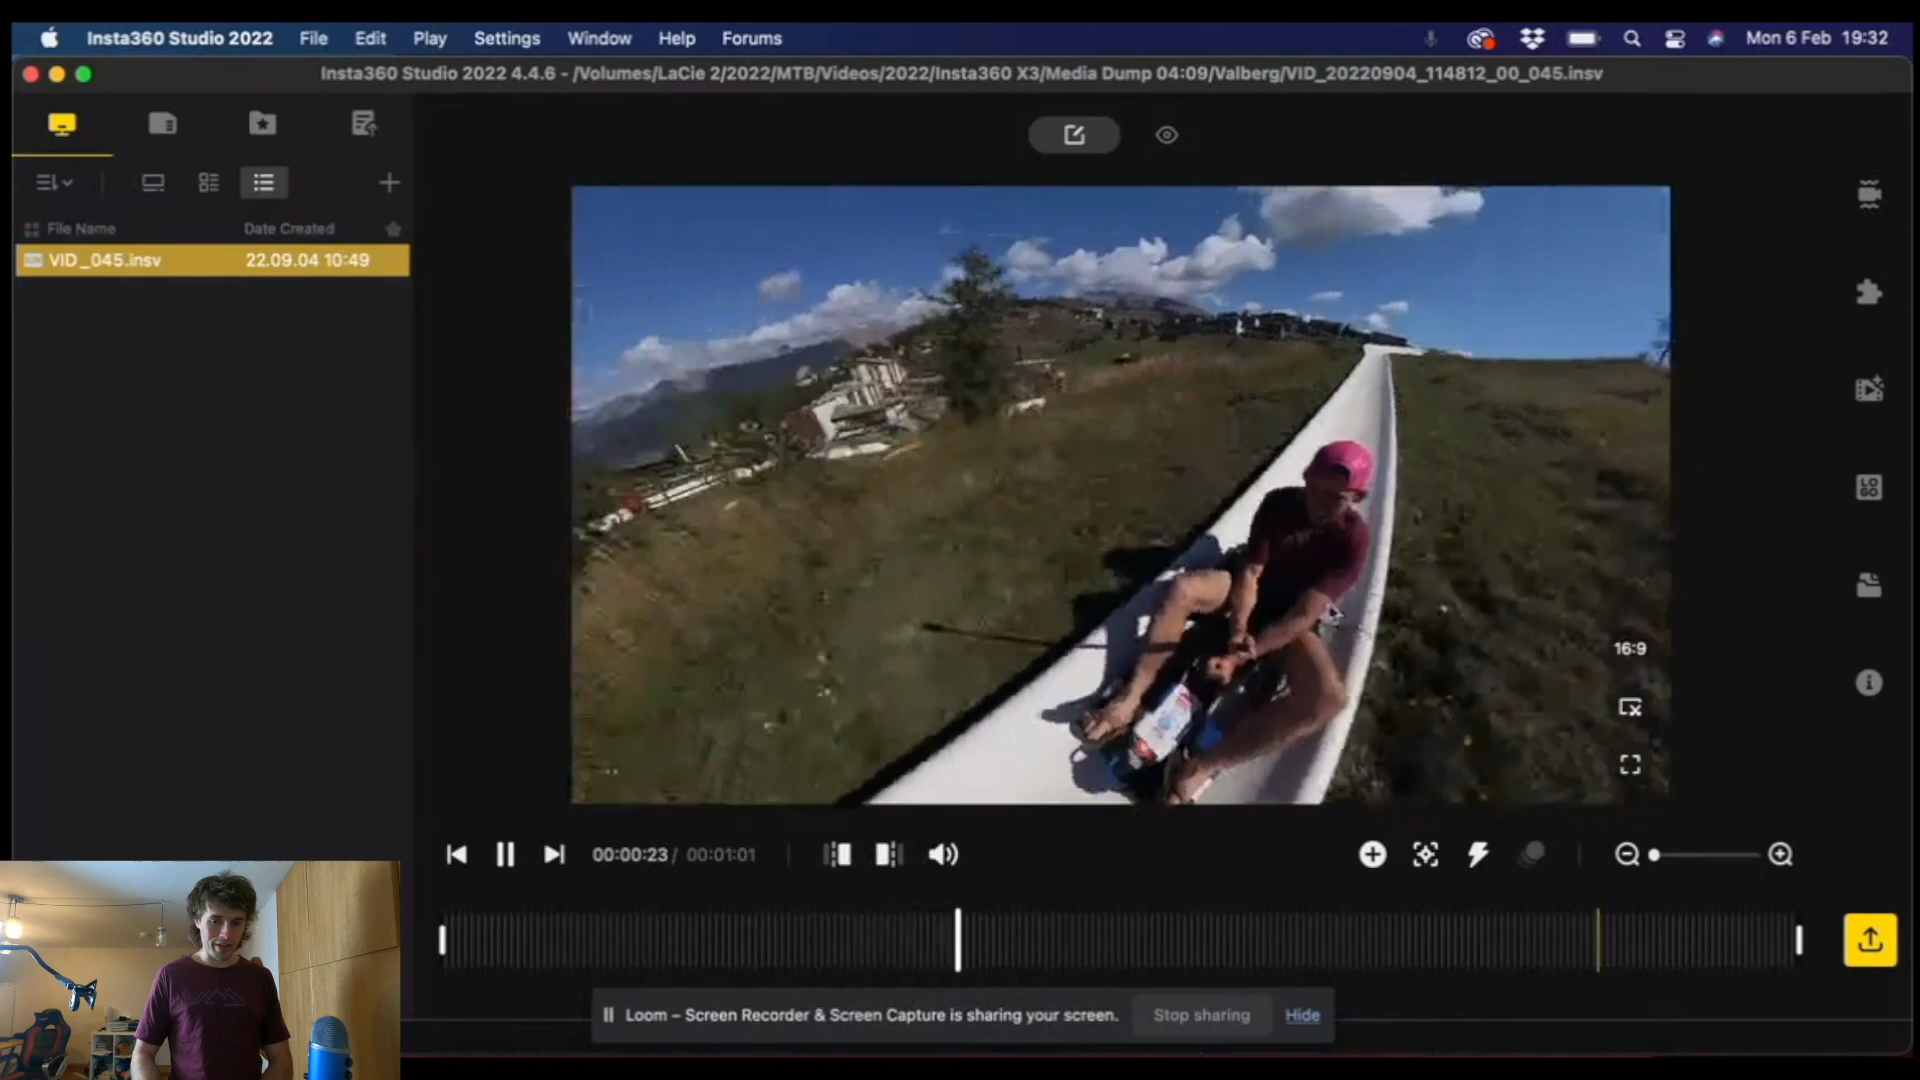 Insta360 Studio 2022 File Edit Play Settings Window Help Forums Mon 6 Feb 19:32
Insta360 Studio 2022 4.4.6 - /Volumes/LaCie 2/2022/MTB/Videos/2022/Insta360 X3/Media Dump 04:09/Valberg/VID_20220904_114812_00_045.insv
File Name Date Created
VID_045.insv 22.09.04 10:49
LOGO
16:9
00:00:23 / 00:01:01
Loom – Screen Recorder & Screen Capture is sharing your screen. Stop sharing Hide